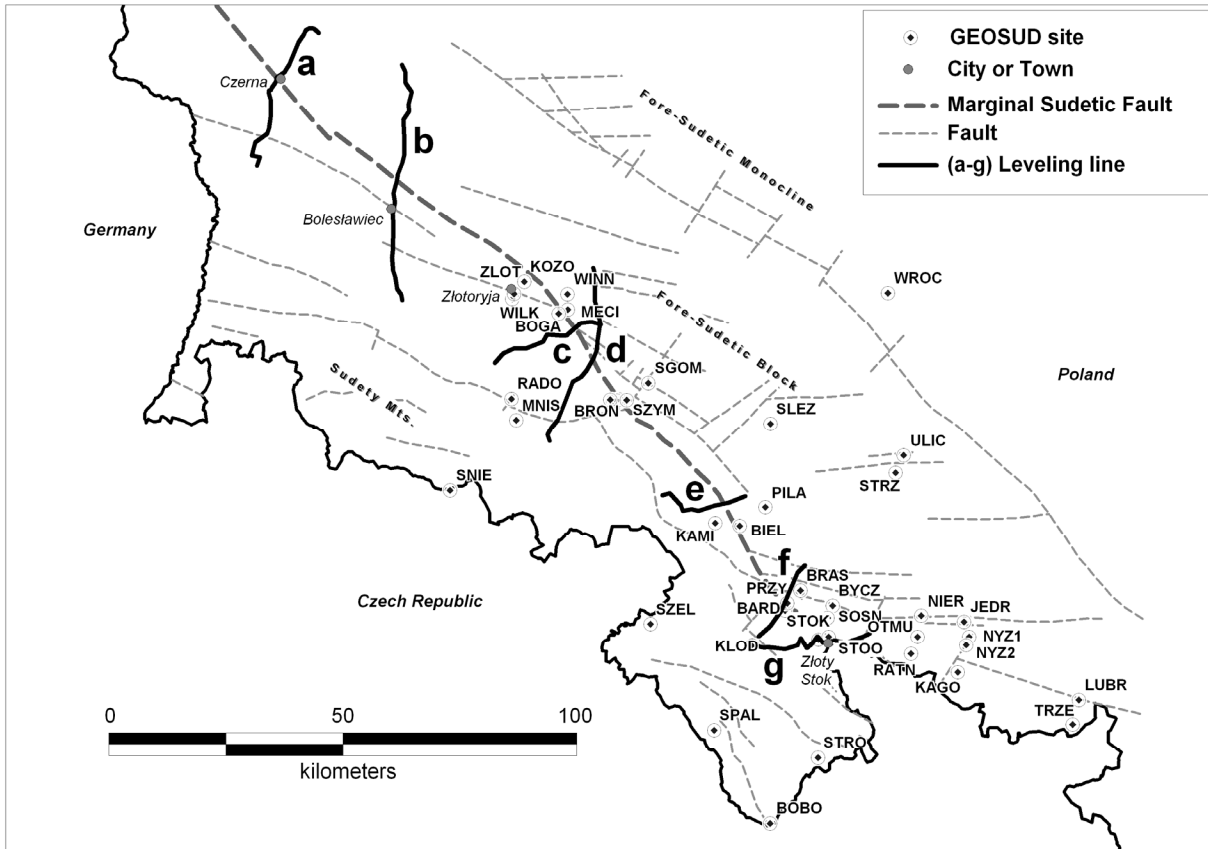 GEOSUD site
City or Town
Marginal Sudetic Fault
Fault
(a-g) Leveling line
a
Czerna
b
Fore-Sudetic Monocline
Bolesławiec
Germany
ZLOT
KOZO
WINN
WROC
Złotoryja
WILK
MECI
BOGA
c
d
Fore-Sudetic Block
SGOM
Poland
Sudety Mts.
RADO
MNIS
BRON
SZYM
SLEZ
ULIC
STRZ
SNIE
e
PILA
KAMI
BIEL
f
BRAS
PRZY
BYCZ
Czech Republic
BARD
SOSN
NIER
JEDR
SZEL
STOK
OTMU
NYZ1
KLOD
STOO
NYZ2
g
Złoty
Stok
RATN
KAGO
LUBR
TRZE
SPAL
STRO
BOBO
0
50
100
kilometers